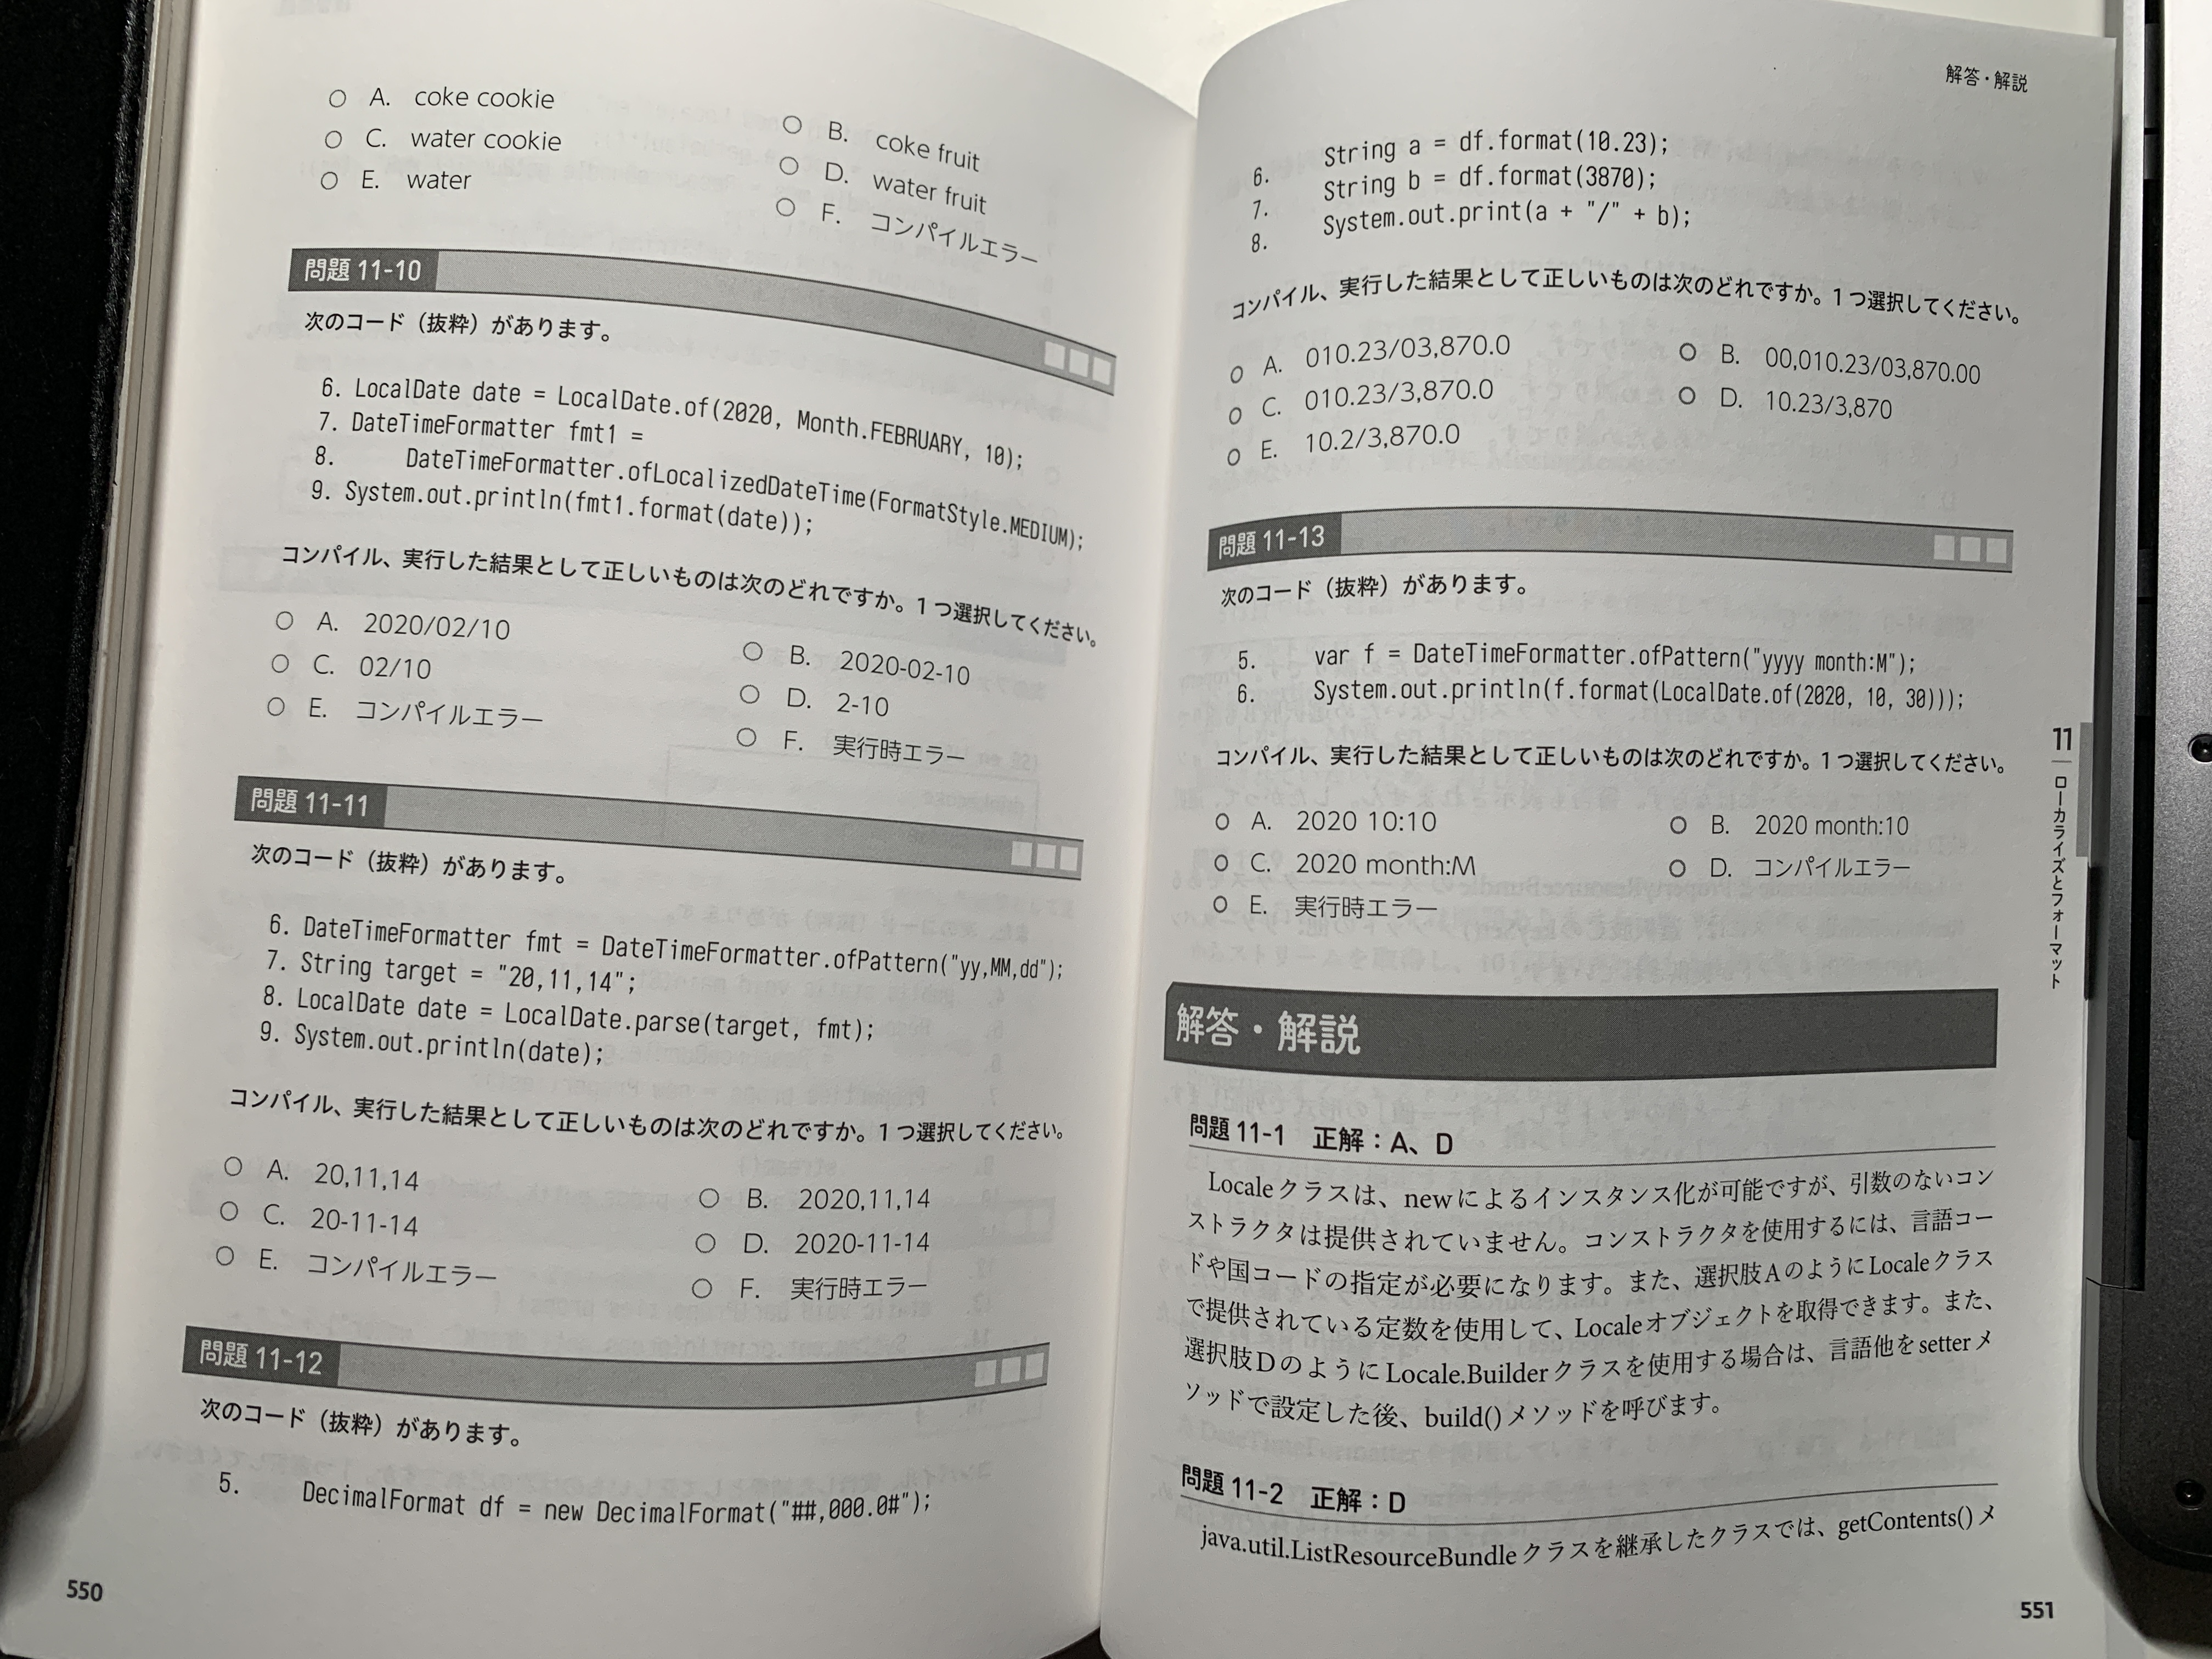 ○ A. coke cookie
○ B. coke fruit
○ C. water cookie
○ D. water fruit
○ E. water
○ F. コンパイルエラー
問題 11-10
次のコード（抜粋）があります。
6. LocalDate date = LocalDate.of(2020, Month.FEBRUARY, 10);
7. DateTimeFormatter fmt1 =
8. DateTimeFormatter.ofLocalizedDateTime(FormatStyle.MEDIUM);
9. System.out.println(fmt1.format(date));
コンパイル、実行した結果として正しいものは次のどれですか。1つ選択してください。
○ A. 2020/02/10
○ B. 2020-02-10
○ C. 02/10
○ D. 2-10
○ E. コンパイルエラー
○ F. 実行時エラー
問題 11-11
次のコード（抜粋）があります。
6. DateTimeFormatter fmt = DateTimeFormatter.ofPattern("yy,MM,dd");
7. String target = "20,11,14";
8. LocalDate date = LocalDate.parse(target, fmt);
9. System.out.println(date);
コンパイル、実行した結果として正しいものは次のどれですか。1つ選択してください。
○ A. 20,11,14
○ B. 2020,11,14
○ C. 20-11-14
○ D. 2020-11-14
○ E. コンパイルエラー
○ F. 実行時エラー
問題 11-12
次のコード（抜粋）があります。
5. DecimalFormat df = new DecimalFormat("##,000.0#");
550
解答・解説
6. String a = df.format(10.23);
7. String b = df.format(3870);
8. System.out.print(a + "/" + b);
コンパイル、実行した結果として正しいものは次のどれですか。1つ選択してください。
○ A. 010.23/03,870.0
○ B. 00,010.23/03,870.00
○ C. 010.23/3,870.0
○ D. 10.23/3,870
○ E. 10.2/3,870.0
問題 11-13
次のコード（抜粋）があります。
5. var f = DateTimeFormatter.ofPattern("yyyy month:M");
6. System.out.println(f.format(LocalDate.of(2020, 10, 30)));
コンパイル、実行した結果として正しいものは次のどれですか。1つ選択してください。
○ A. 2020 10:10
○ B. 2020 month:10
○ C. 2020 month:M
○ D. コンパイルエラー
○ E. 実行時エラー
11 ローカライズとフォーマット
解答・解説
問題 11-1 正解：A、D
Localeクラスは、newによるインスタンス化が可能ですが、引数のないコン
ストラクタは提供されていません。コンストラクタを使用するには、言語コー
ドや国コードの指定が必要になります。また、選択肢AのようにLocaleクラス
で提供されている定数を使用して、Localeオブジェクトを取得できます。また、
選択肢DのようにLocale.Builderクラスを使用する場合は、言語他をsetterメ
ソッドで設定した後、build()メソッドを呼びます。
問題 11-2 正解：D
java.util.ListResourceBundleクラスを継承したクラスでは、getContents()メ
551